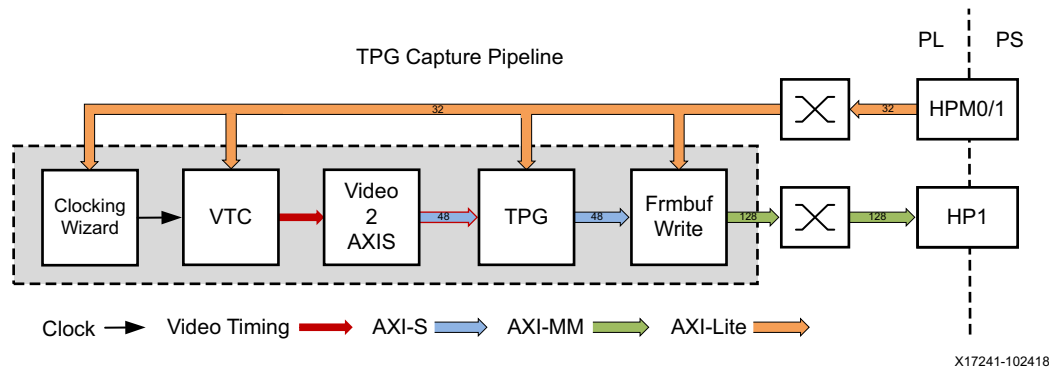 PL
PS
TPG Capture Pipeline
32
32
HPM0/1
Clocking
Wizard
VTC
Video
2
AXIS
48
TPG
48
Frmbuf
Write
128
128
HP1
Clock
Video Timing
AXI-S
AXI-MM
AXI-Lite
X17241-102418